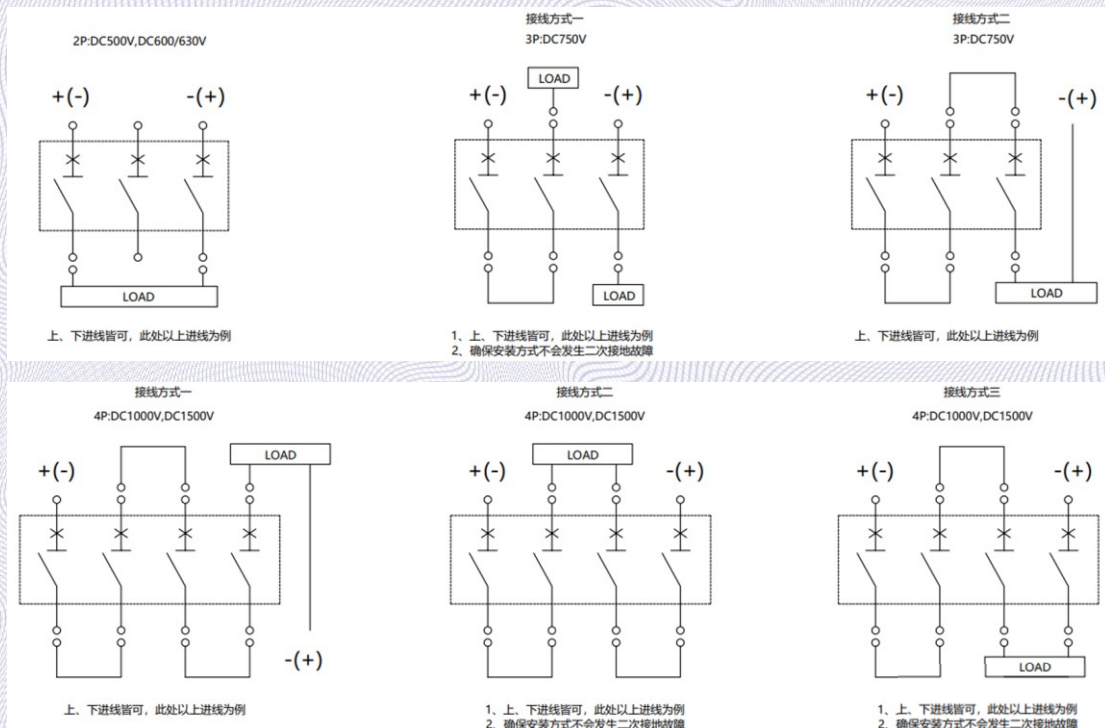 2P:DC500V,DC600/630V
+(-)
-(+)
LOAD
上、下进线皆可，此处以上进线为例
接线方式一
3P:DC750V
LOAD
+(-)
-(+)
LOAD
1、上、下进线皆可，此处以上进线为例
2、确保安装方式不会发生二次接地故障
接线方式二
3P:DC750V
+(-)
-(+)
LOAD
上、下进线皆可，此处以上进线为例
接线方式一
4P:DC1000V,DC1500V
LOAD
+(-)
-(+)
上、下进线皆可，此处以上进线为例
接线方式二
4P:DC1000V,DC1500V
LOAD
+(-)
-(+)
1、上、下进线皆可，此处以上进线为例
2、确保安装方式不会发生二次接地故障
接线方式三
4P:DC1000V,DC1500V
+(-)
-(+)
LOAD
1、上、下进线皆可，此处以上进线为例
2、确保安装方式不会发生二次接地故障